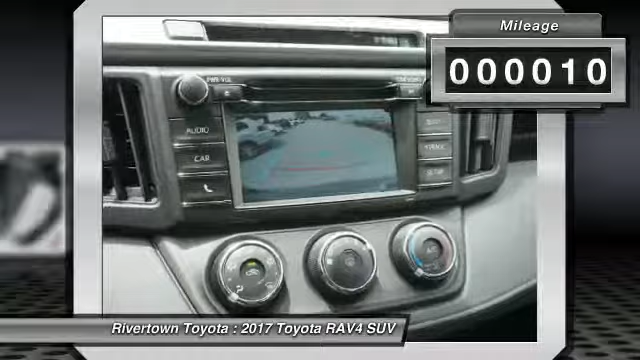 Mileage
000010
PWR·VOL
AUDIO
CAR
Rivertown Toyota : 2017 Toyota RAV4 SUV